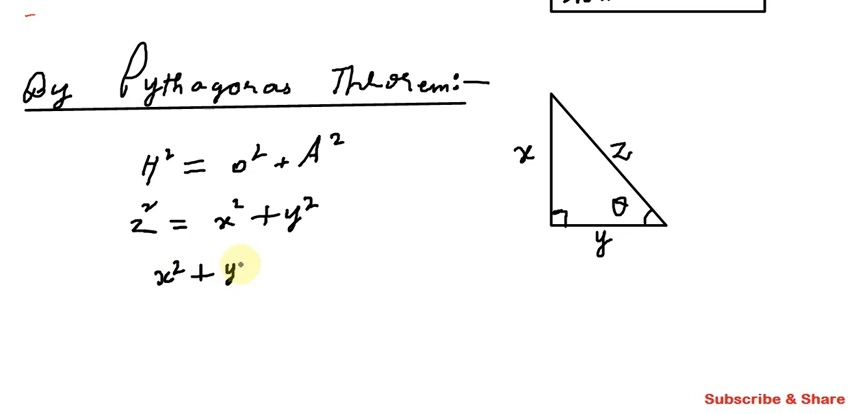 By Pythagoras Theorem:-
H² = O² + A²
z² = x² + y²
x² + y
x
z
θ
y
Subscribe & Share